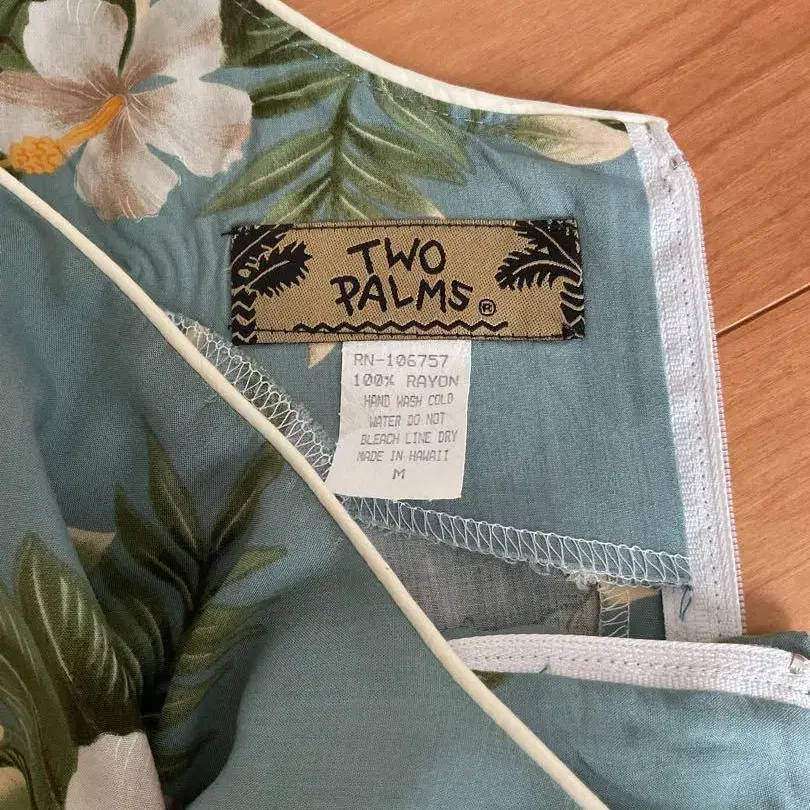 TWO
PALMS®
RN-106757
100% RAYON
HAND WASH COLD
WATER DO NOT
BLEACH LINE DRY
MADE IN HAWAII
M